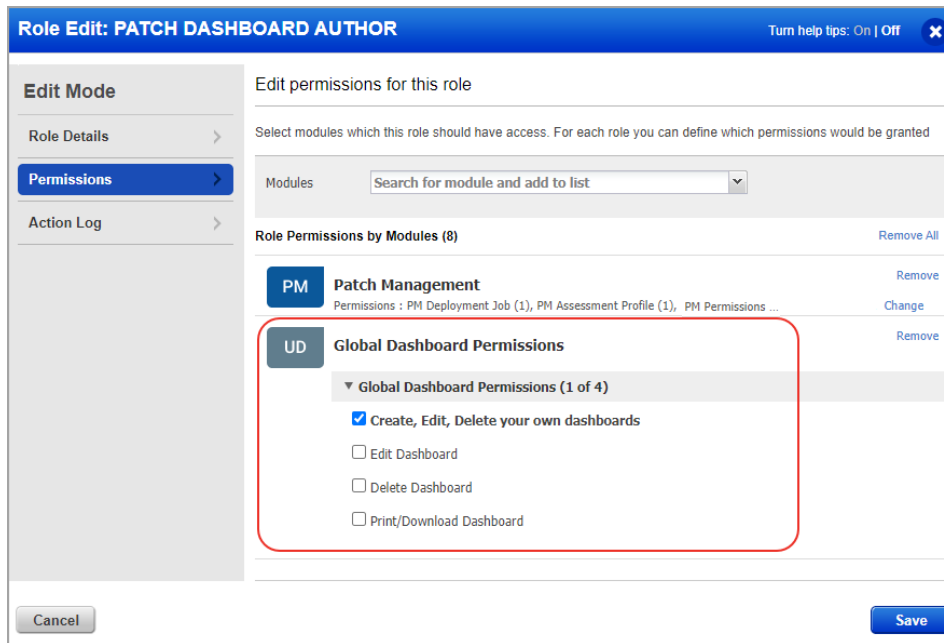 Role Edit: PATCH DASHBOARD AUTHOR
Turn help tips: On | Off
Edit Mode
Role Details
Permissions
Action Log
Edit permissions for this role
Select modules which this role should have access. For each role you can define which permissions would be granted
Modules
Search for module and add to list
Role Permissions by Modules (8)
Remove All
PM
Patch Management
Remove
Permissions : PM Deployment Job (1), PM Assessment Profile (1), PM Permissions ...
Change
UD
Global Dashboard Permissions
Remove
Global Dashboard Permissions (1 of 4)
Create, Edit, Delete your own dashboards
Edit Dashboard
Delete Dashboard
Print/Download Dashboard
Cancel
Save